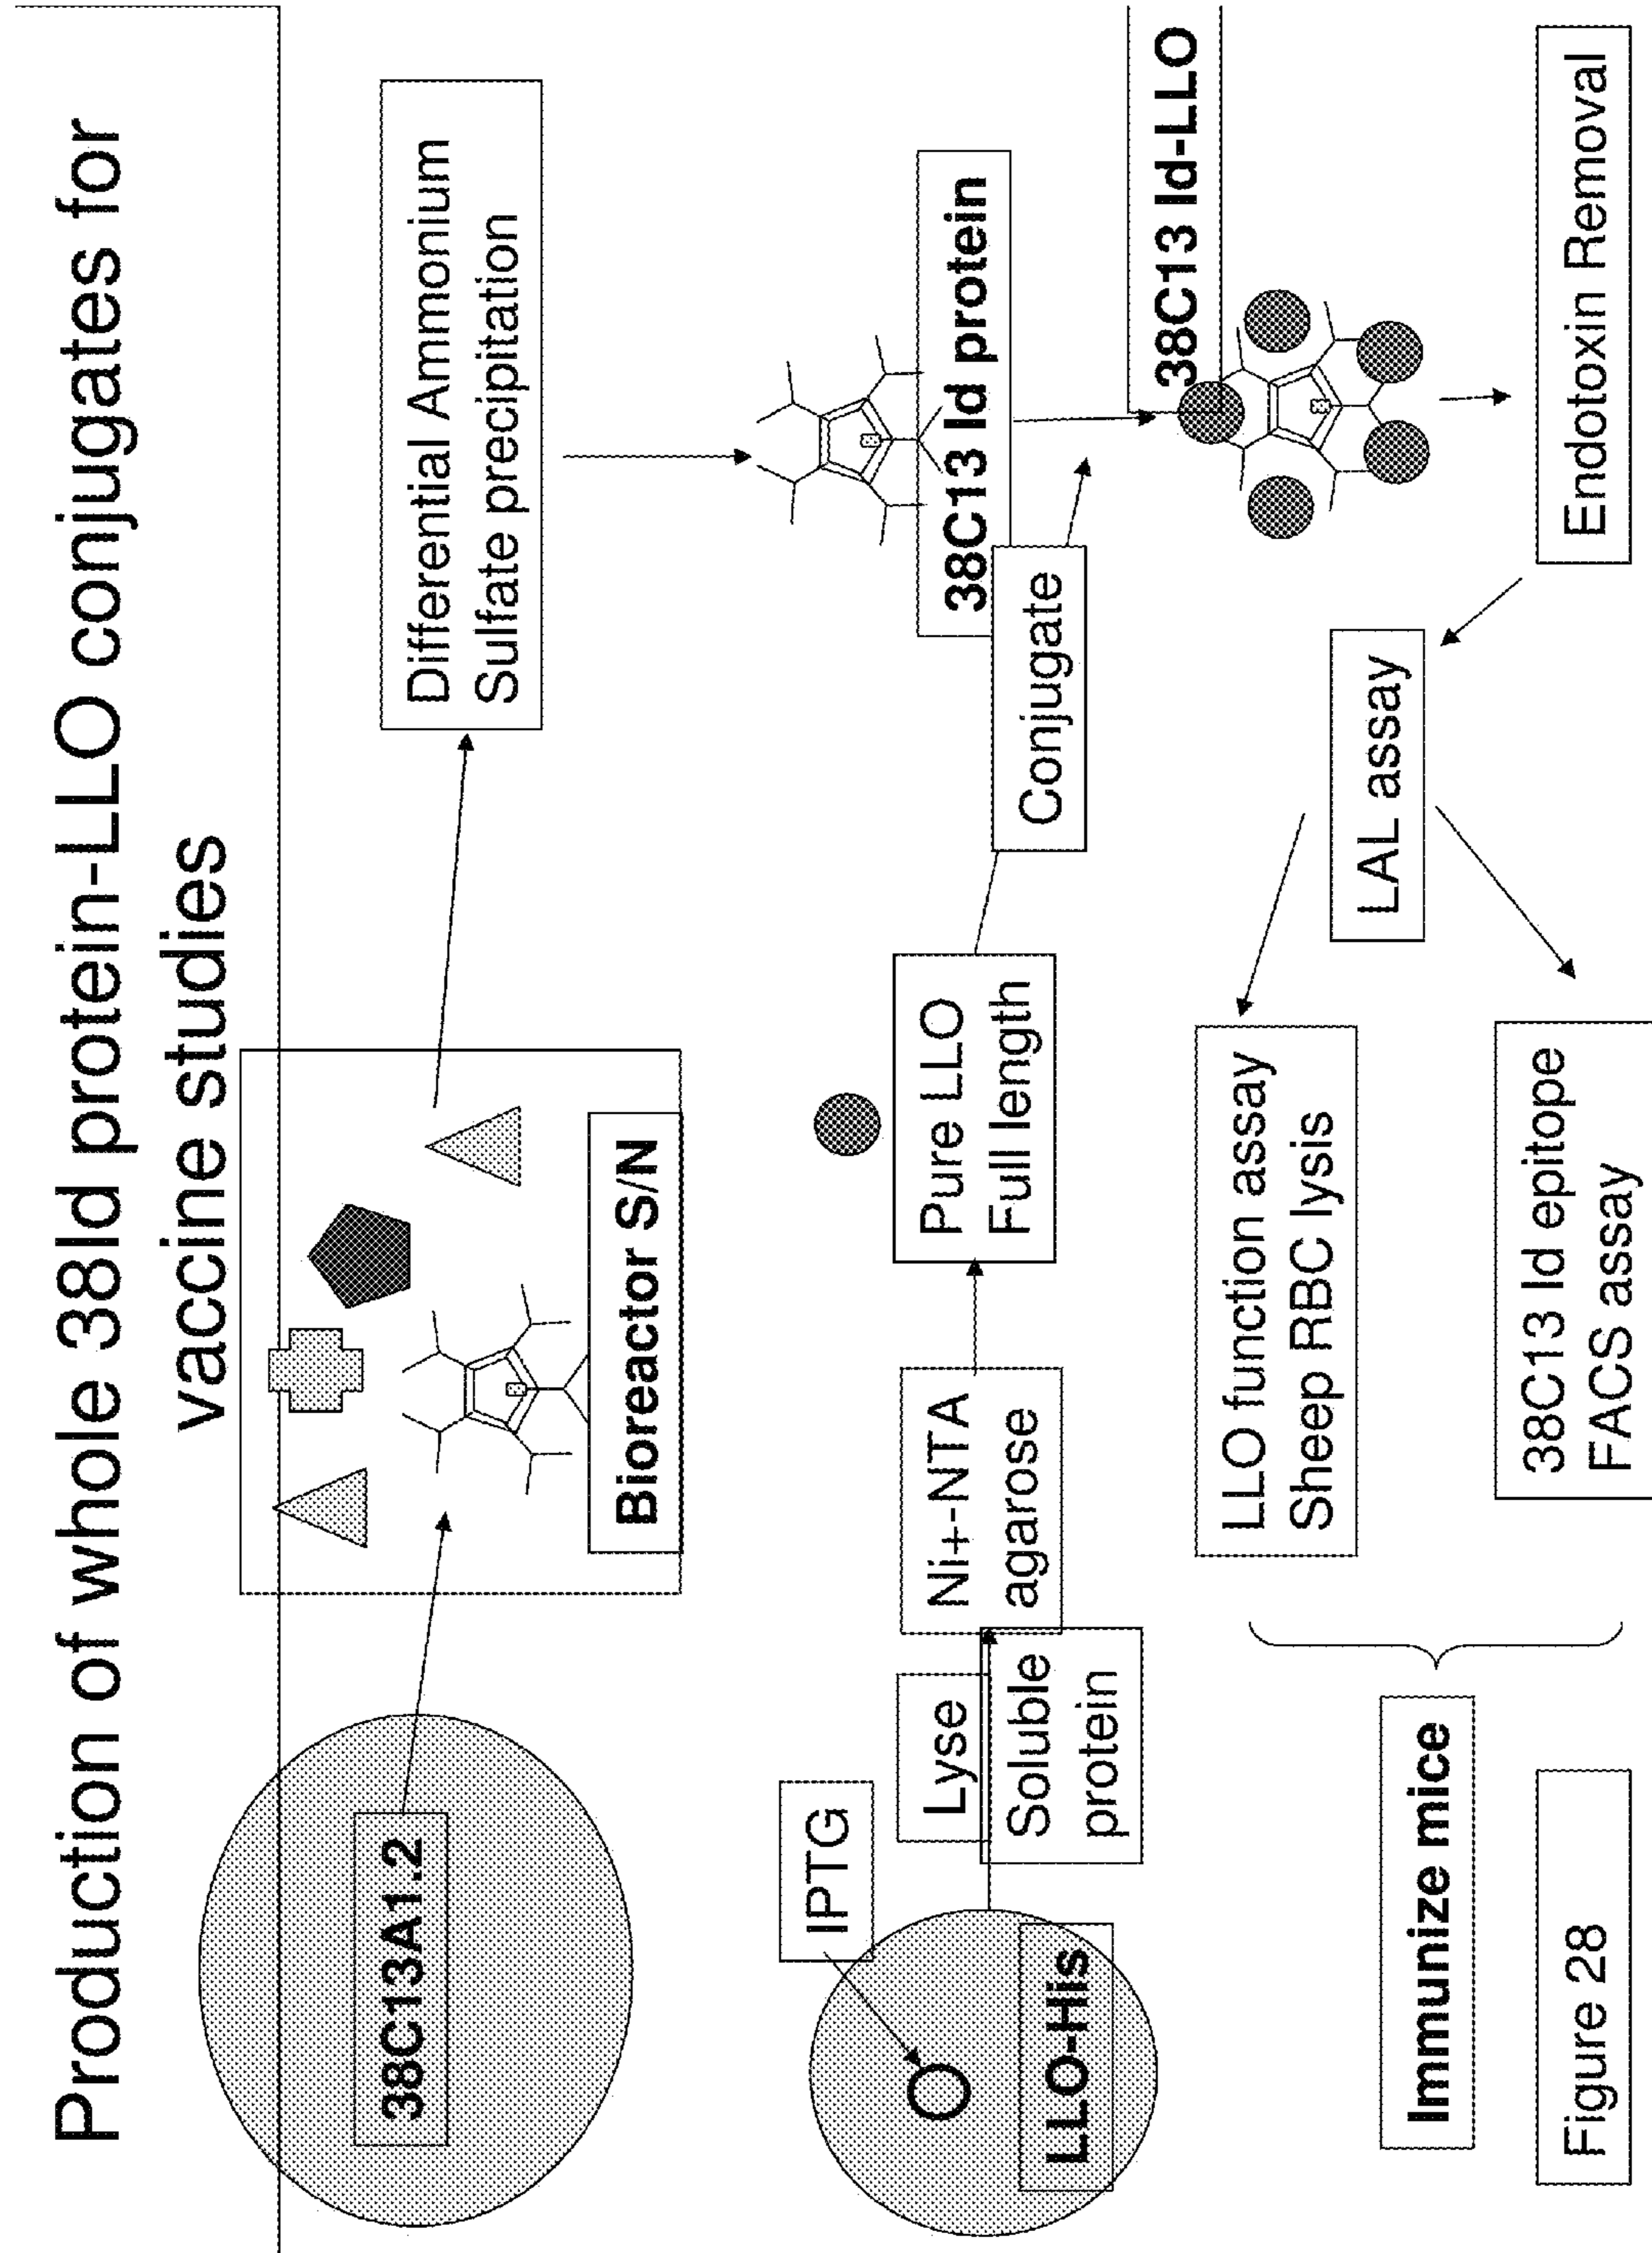 Production of whole 38Id protein-LLO conjugates for
vaccine studies
38C13A1.2
Bioreactor S/N
Differential Ammonium
Sulfate precipitation
38C13 Id protein
IPTG
LLO-His
Lyse
Soluble
protein
Ni+-NTA
agarose
Pure LLO
Full length
Conjugate
38C13 Id-LLO
Endotoxin Removal
LAL assay
LLO function assay
Sheep RBC lysis
38C13 Id epitope
FACS assay
Immunize mice
Figure 28